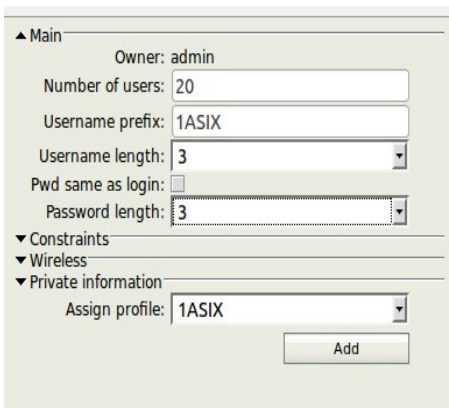 Main
Owner: admin
Number of users: 20
Username prefix: 1ASIX
Username length: 3
Pwd same as login:
Password length: 3
Constraints
Wireless
Private information
Assign profile: 1ASIX
Add